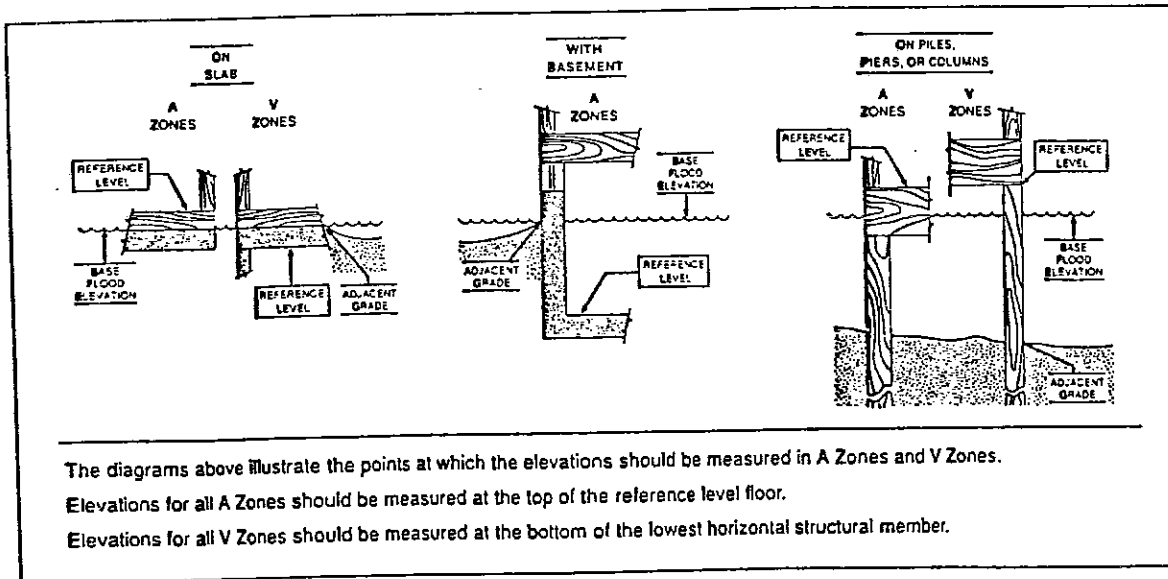 ON
SLAB
A
ZONES
V
ZONES
REFERENCE
LEVEL
BASE
FLOOD
ELEVATION
REFERENCE
LEVEL
ADJACENT
GRADE
WITH
BASEMENT
A
ZONES
BASE
FLOOD
ELEVATION
ADJACENT
GRADE
REFERENCE
LEVEL
ON PILES,
PIERS, OR COLUMNS
A
ZONES
V
ZONES
REFERENCE
LEVEL
REFERENCE
LEVEL
BASE
FLOOD
ELEVATION
ADJACENT
GRADE
The diagrams above illustrate the points at which the elevations should be measured in A Zones and V Zones.
Elevations for all A Zones should be measured at the top of the reference level floor.
Elevations for all V Zones should be measured at the bottom of the lowest horizontal structural member.